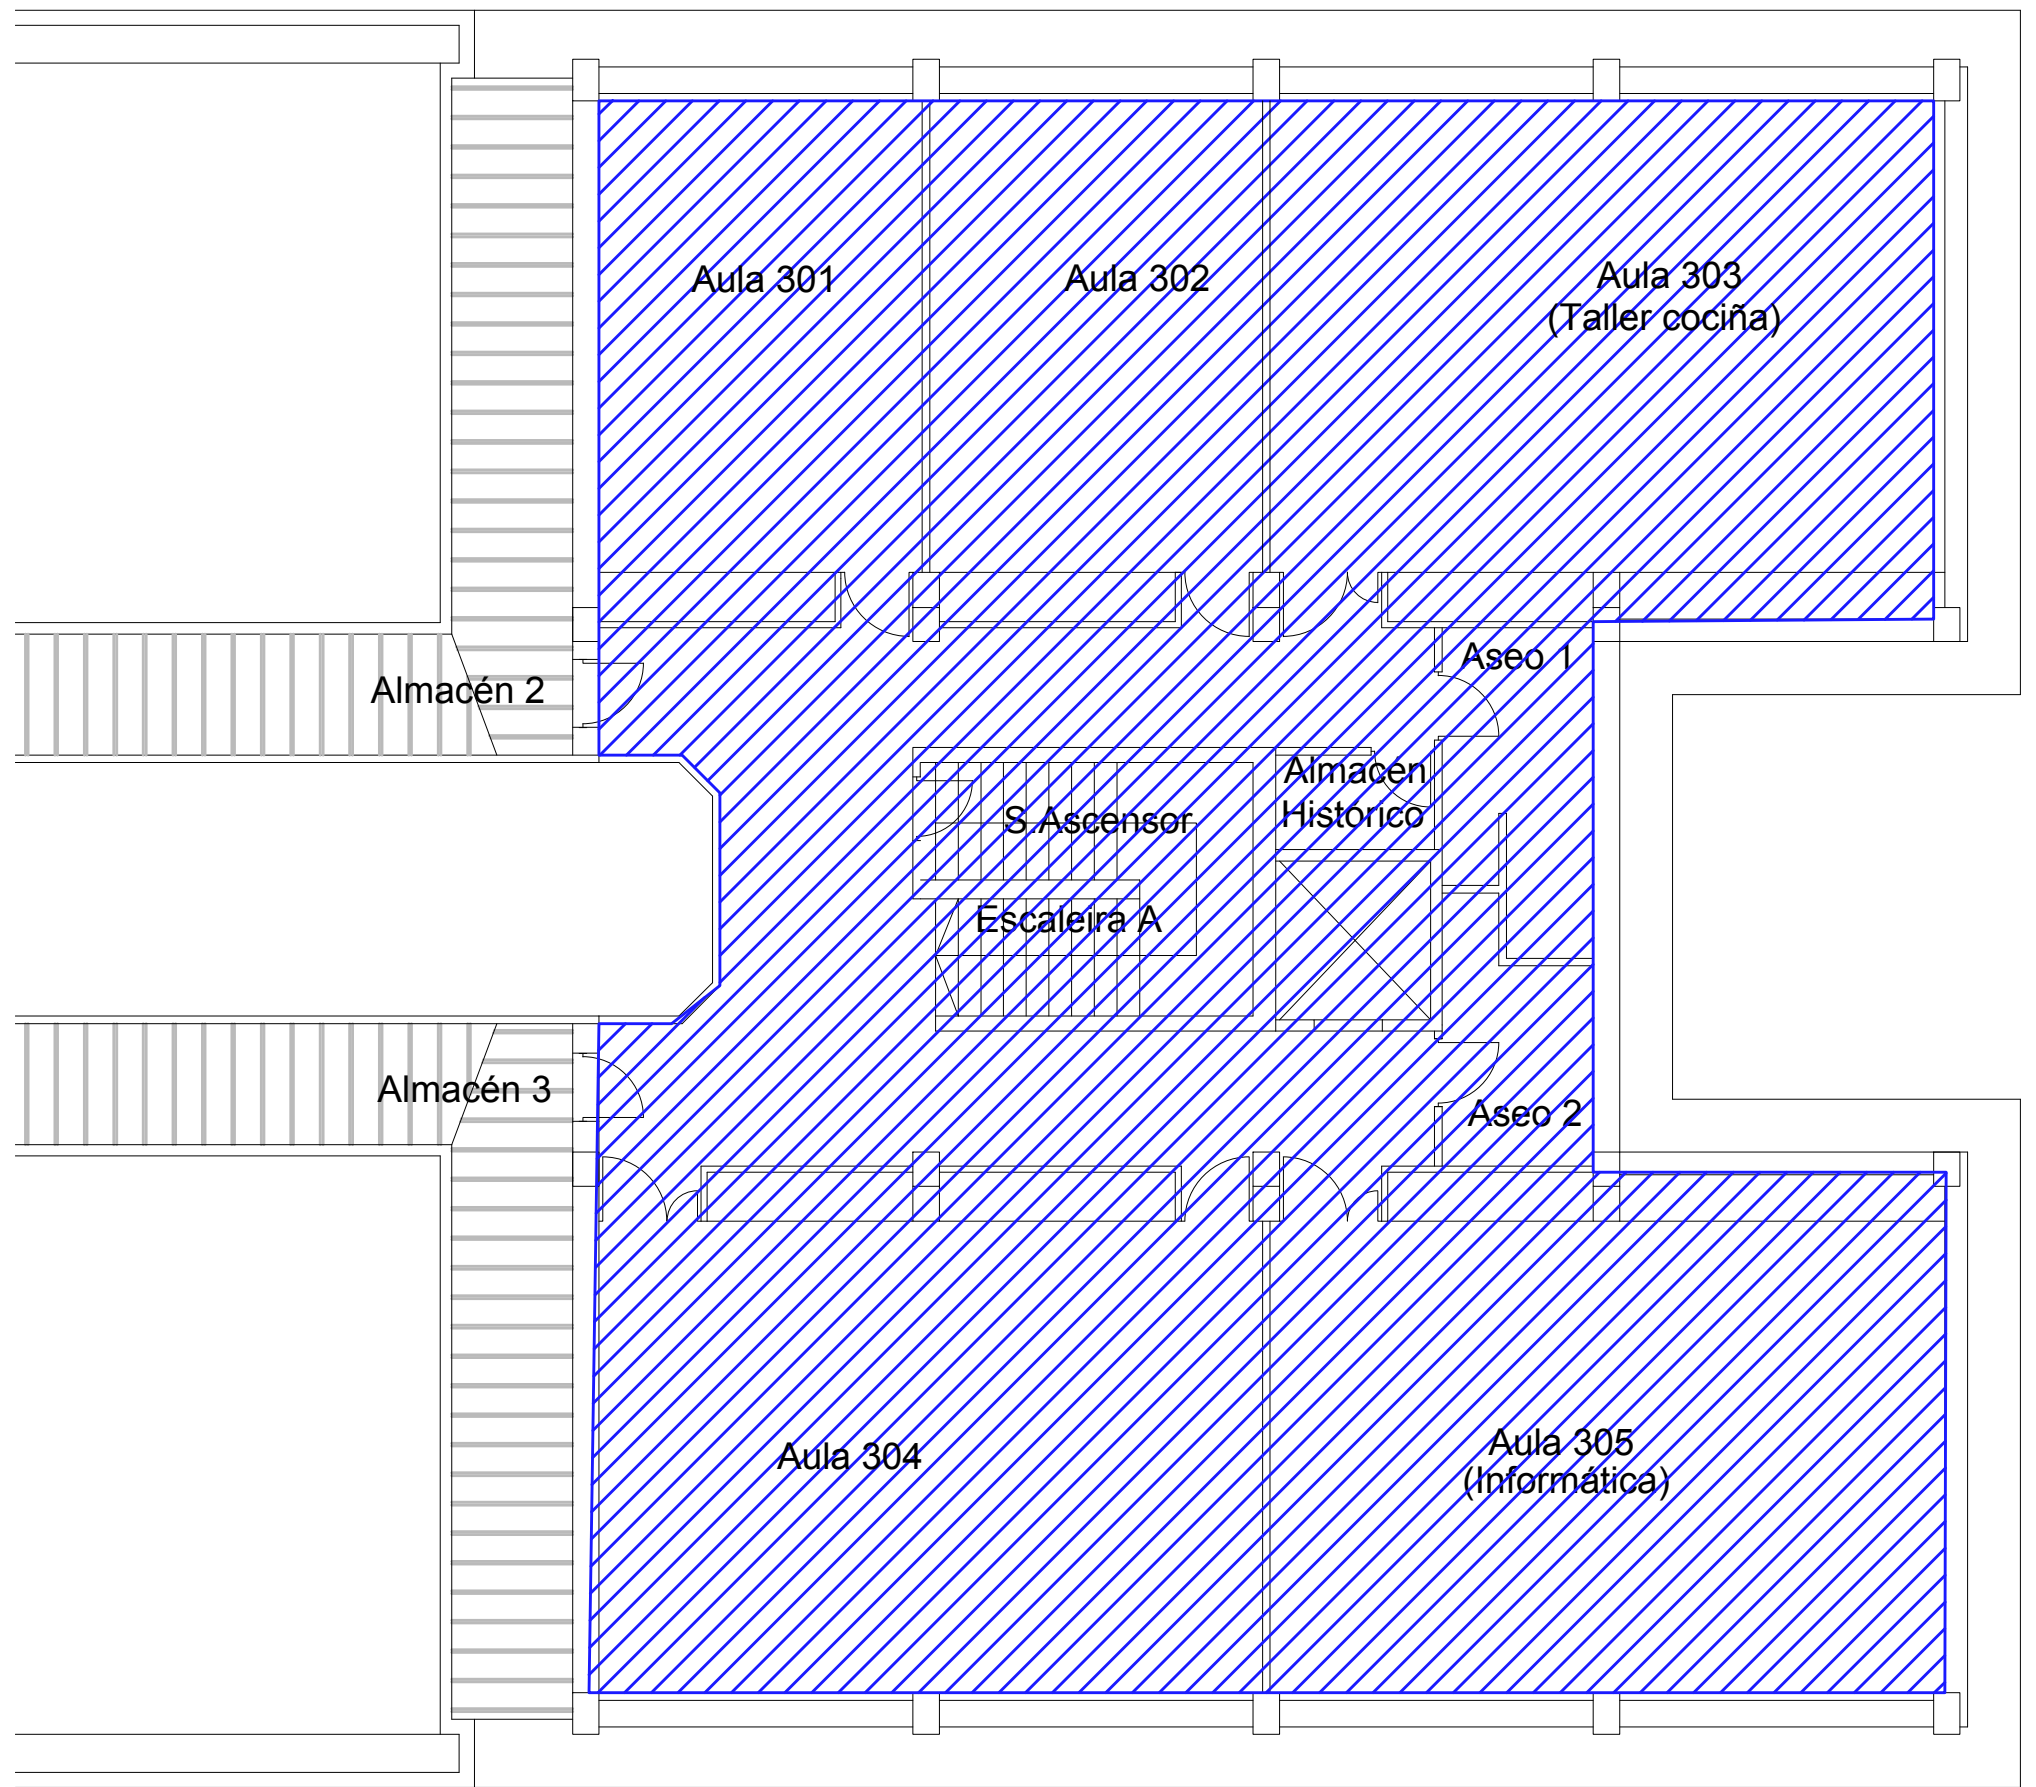 Aula 301
Aula 302
Aula 303
(Taller cociña)
Aseo 1
Almacén 2
Almacen
Histórico
S.Ascensor
Escaleira A
Almacén 3
Aseo 2
Aula 304
Aula 305
(Informática)